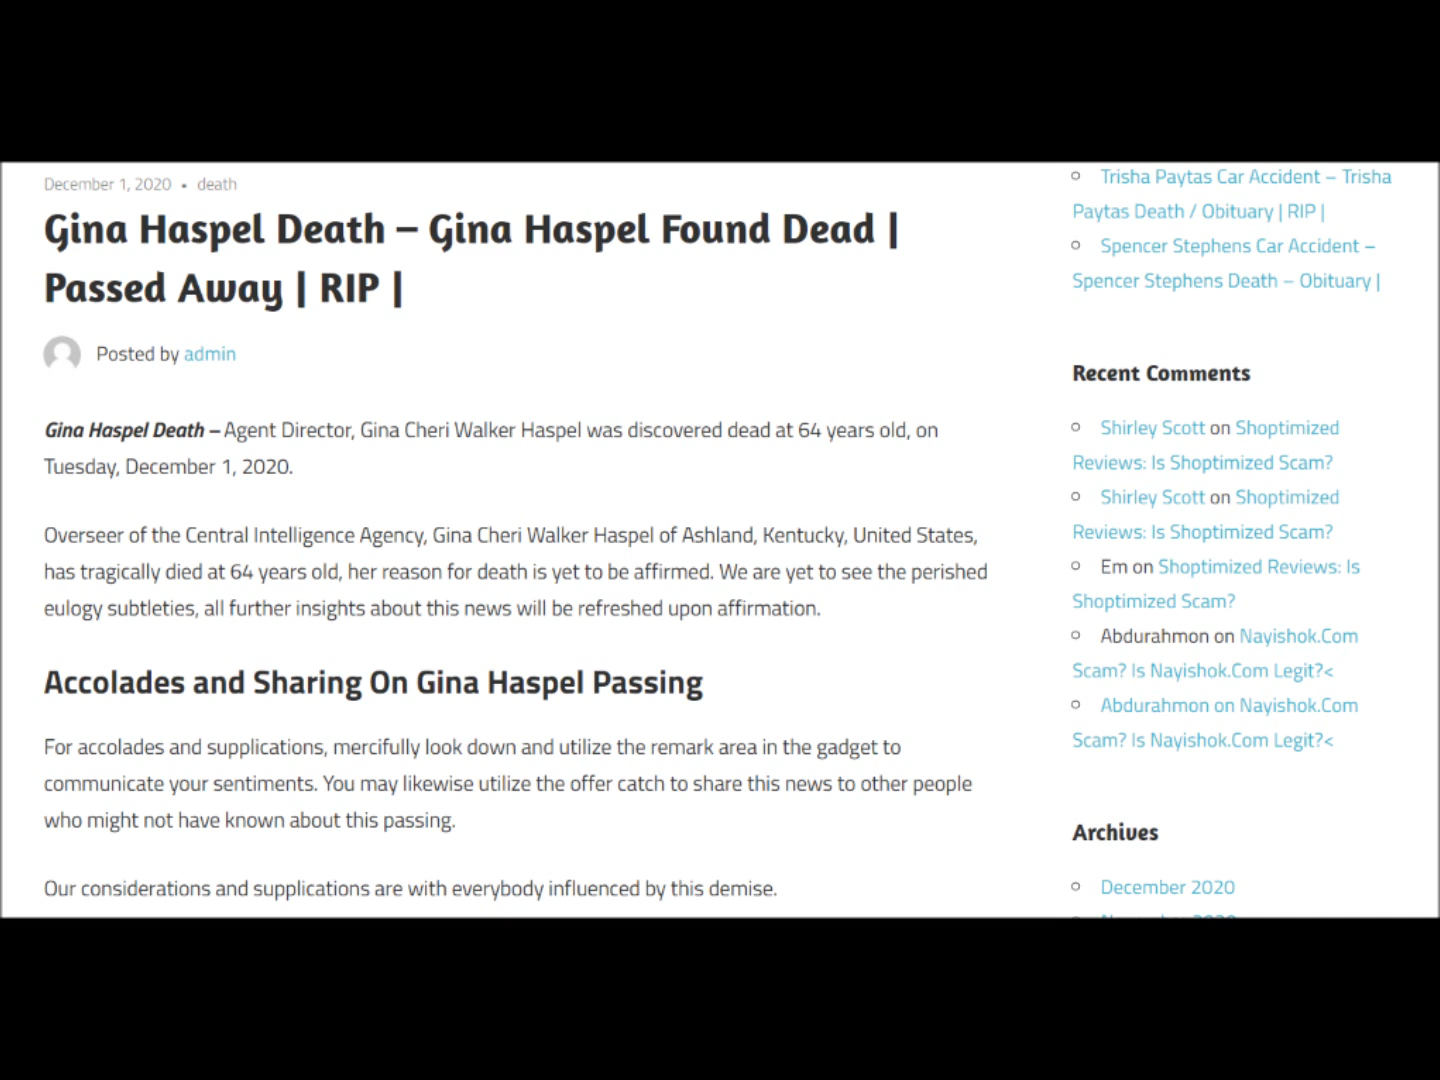 December 1, 2020 • death
Gina Haspel Death – Gina Haspel Found Dead |
Passed Away | RIP |
Posted by admin
Gina Haspel Death – Agent Director, Gina Cheri Walker Haspel was discovered dead at 64 years old, on
Tuesday, December 1, 2020.
Overseer of the Central Intelligence Agency, Gina Cheri Walker Haspel of Ashland, Kentucky, United States,
has tragically died at 64 years old, her reason for death is yet to be affirmed. We are yet to see the perished
eulogy subtleties, all further insights about this news will be refreshed upon affirmation.
Accolades and Sharing On Gina Haspel Passing
For accolades and supplications, mercifully look down and utilize the remark area in the gadget to
communicate your sentiments. You may likewise utilize the offer catch to share this news to other people
who might not have known about this passing.
Our considerations and supplications are with everybody influenced by this demise.
Trisha Paytas Car Accident – Trisha
Paytas Death / Obituary | RIP |
Spencer Stephens Car Accident –
Spencer Stephens Death – Obituary |
Recent Comments
Shirley Scott on Shoptimized
Reviews: Is Shoptimized Scam?
Shirley Scott on Shoptimized
Reviews: Is Shoptimized Scam?
Em on Shoptimized Reviews: Is
Shoptimized Scam?
Abdurahmon on Nayishok.Com
Scam? Is Nayishok.Com Legit?<
Abdurahmon on Nayishok.Com
Scam? Is Nayishok.Com Legit?<
Archives
December 2020